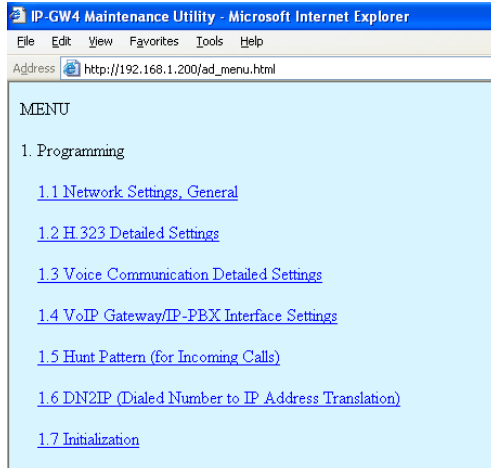 IP-GW4 Maintenance Utility - Microsoft Internet Explorer
File Edit View Favorites Tools Help
Address http://192.168.1.200/ad_menu.html
MENU
1. Programming
1.1 Network Settings, General
1.2 H.323 Detailed Settings
1.3 Voice Communication Detailed Settings
1.4 VoIP Gateway/IP-PBX Interface Settings
1.5 Hunt Pattern (for Incoming Calls)
1.6 DN2IP (Dialed Number to IP Address Translation)
1.7 Initialization